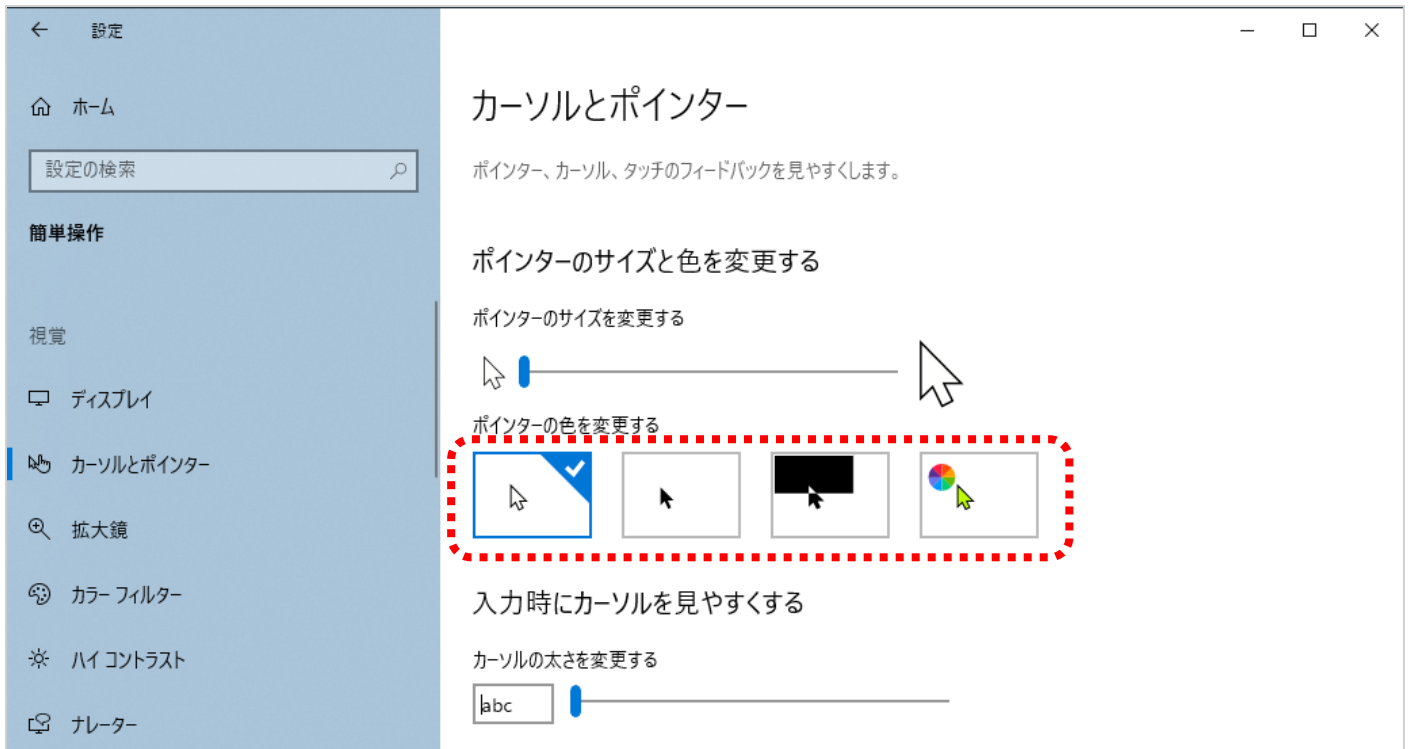 設定
ホーム
設定の検索
簡単操作
視覚
ディスプレイ
カーソルとポインター
拡大鏡
カラー フィルター
ハイ コントラスト
ナレーター
カーソルとポインター
ポインター、カーソル、タッチのフィードバックを見やすくします。
ポインターのサイズと色を変更する
ポインターのサイズを変更する
ポインターの色を変更する
入力時にカーソルを見やすくする
カーソルの太さを変更する
abc